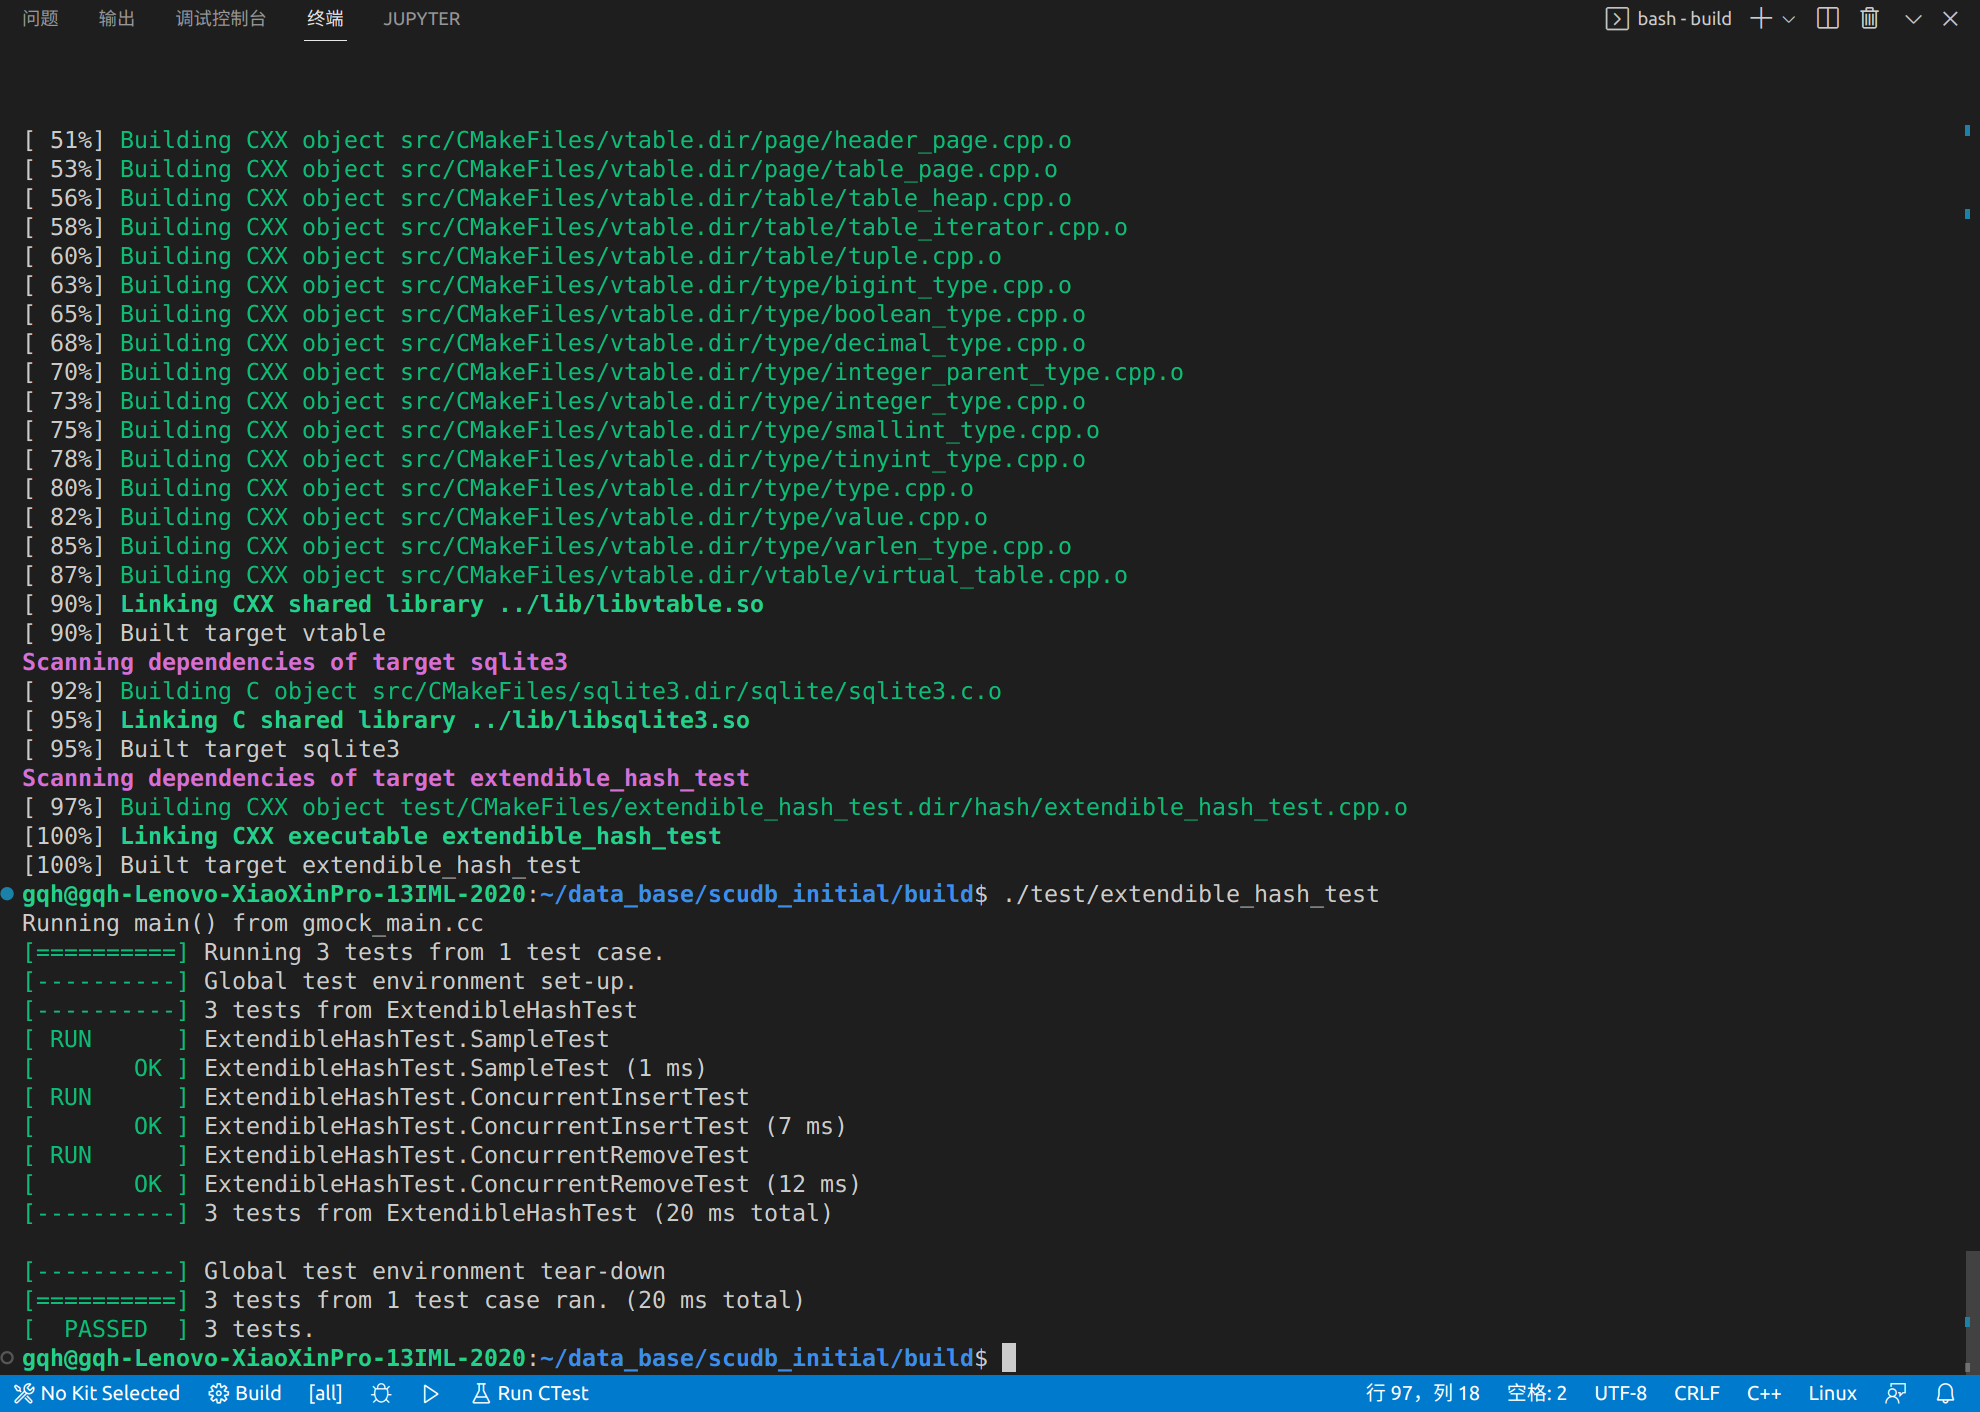 问题 输出 调试控制台 终端 JUPYTER bash - build
[ 51%] Building CXX object src/CMakeFiles/vtable.dir/page/header_page.cpp.o
[ 53%] Building CXX object src/CMakeFiles/vtable.dir/page/table_page.cpp.o
[ 56%] Building CXX object src/CMakeFiles/vtable.dir/table/table_heap.cpp.o
[ 58%] Building CXX object src/CMakeFiles/vtable.dir/table/table_iterator.cpp.o
[ 60%] Building CXX object src/CMakeFiles/vtable.dir/table/tuple.cpp.o
[ 63%] Building CXX object src/CMakeFiles/vtable.dir/type/bigint_type.cpp.o
[ 65%] Building CXX object src/CMakeFiles/vtable.dir/type/boolean_type.cpp.o
[ 68%] Building CXX object src/CMakeFiles/vtable.dir/type/decimal_type.cpp.o
[ 70%] Building CXX object src/CMakeFiles/vtable.dir/type/integer_parent_type.cpp.o
[ 73%] Building CXX object src/CMakeFiles/vtable.dir/type/integer_type.cpp.o
[ 75%] Building CXX object src/CMakeFiles/vtable.dir/type/smallint_type.cpp.o
[ 78%] Building CXX object src/CMakeFiles/vtable.dir/type/tinyint_type.cpp.o
[ 80%] Building CXX object src/CMakeFiles/vtable.dir/type/type.cpp.o
[ 82%] Building CXX object src/CMakeFiles/vtable.dir/type/value.cpp.o
[ 85%] Building CXX object src/CMakeFiles/vtable.dir/type/varlen_type.cpp.o
[ 87%] Building CXX object src/CMakeFiles/vtable.dir/vtable/virtual_table.cpp.o
[ 90%] Linking CXX shared library ../lib/libvtable.so
[ 90%] Built target vtable
Scanning dependencies of target sqlite3
[ 92%] Building C object src/CMakeFiles/sqlite3.dir/sqlite/sqlite3.c.o
[ 95%] Linking C shared library ../lib/libsqlite3.so
[ 95%] Built target sqlite3
Scanning dependencies of target extendible_hash_test
[ 97%] Building CXX object test/CMakeFiles/extendible_hash_test.dir/hash/extendible_hash_test.cpp.o
[100%] Linking CXX executable extendible_hash_test
[100%] Built target extendible_hash_test
gqh@gqh-Lenovo-XiaoXinPro-13IML-2020:~/data_base/scudb_initial/build$ ./test/extendible_hash_test
Running main() from gmock_main.cc
[==========] Running 3 tests from 1 test case.
[----------] Global test environment set-up.
[----------] 3 tests from ExtendibleHashTest
[ RUN      ] ExtendibleHashTest.SampleTest
[       OK ] ExtendibleHashTest.SampleTest (1 ms)
[ RUN      ] ExtendibleHashTest.ConcurrentInsertTest
[       OK ] ExtendibleHashTest.ConcurrentInsertTest (7 ms)
[ RUN      ] ExtendibleHashTest.ConcurrentRemoveTest
[       OK ] ExtendibleHashTest.ConcurrentRemoveTest (12 ms)
[----------] 3 tests from ExtendibleHashTest (20 ms total)
[----------] Global test environment tear-down
[==========] 3 tests from 1 test case ran. (20 ms total)
[  PASSED  ] 3 tests.
gqh@gqh-Lenovo-XiaoXinPro-13IML-2020:~/data_base/scudb_initial/build$
No Kit Selected Build [all] Run CTest 行 97，列 18 空格: 2 UTF-8 CRLF C++ Linux